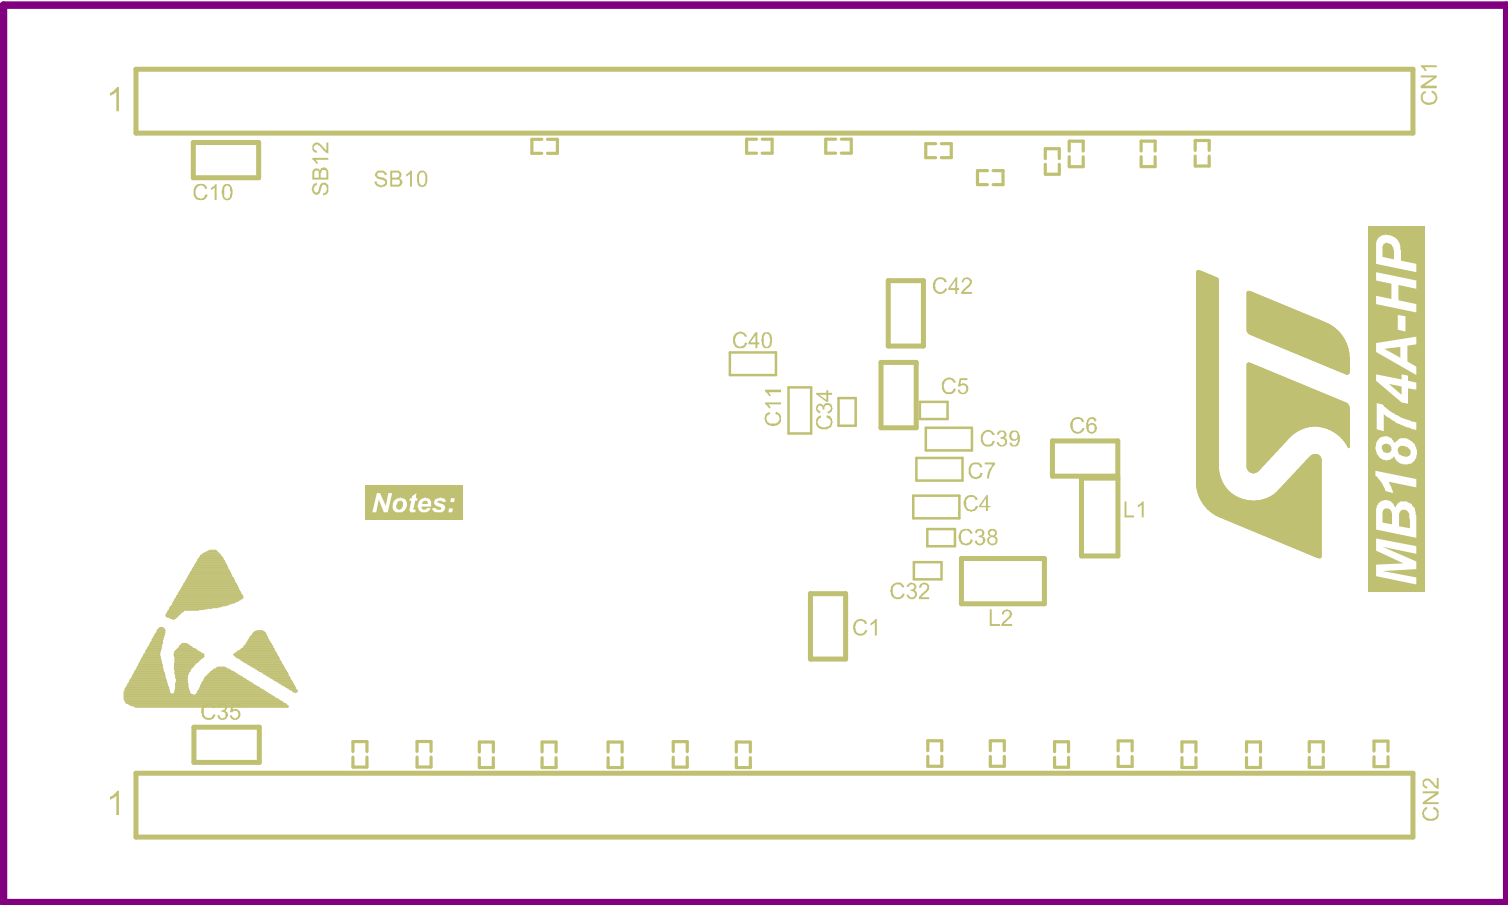 CN1
1
C10
SB12
SB10
C42
C40
C11
C34
C5
C39
C6
C7
C4
L1
C38
C32
L2
C1
MB1874A-HP
Notes:
C35
1
CN2